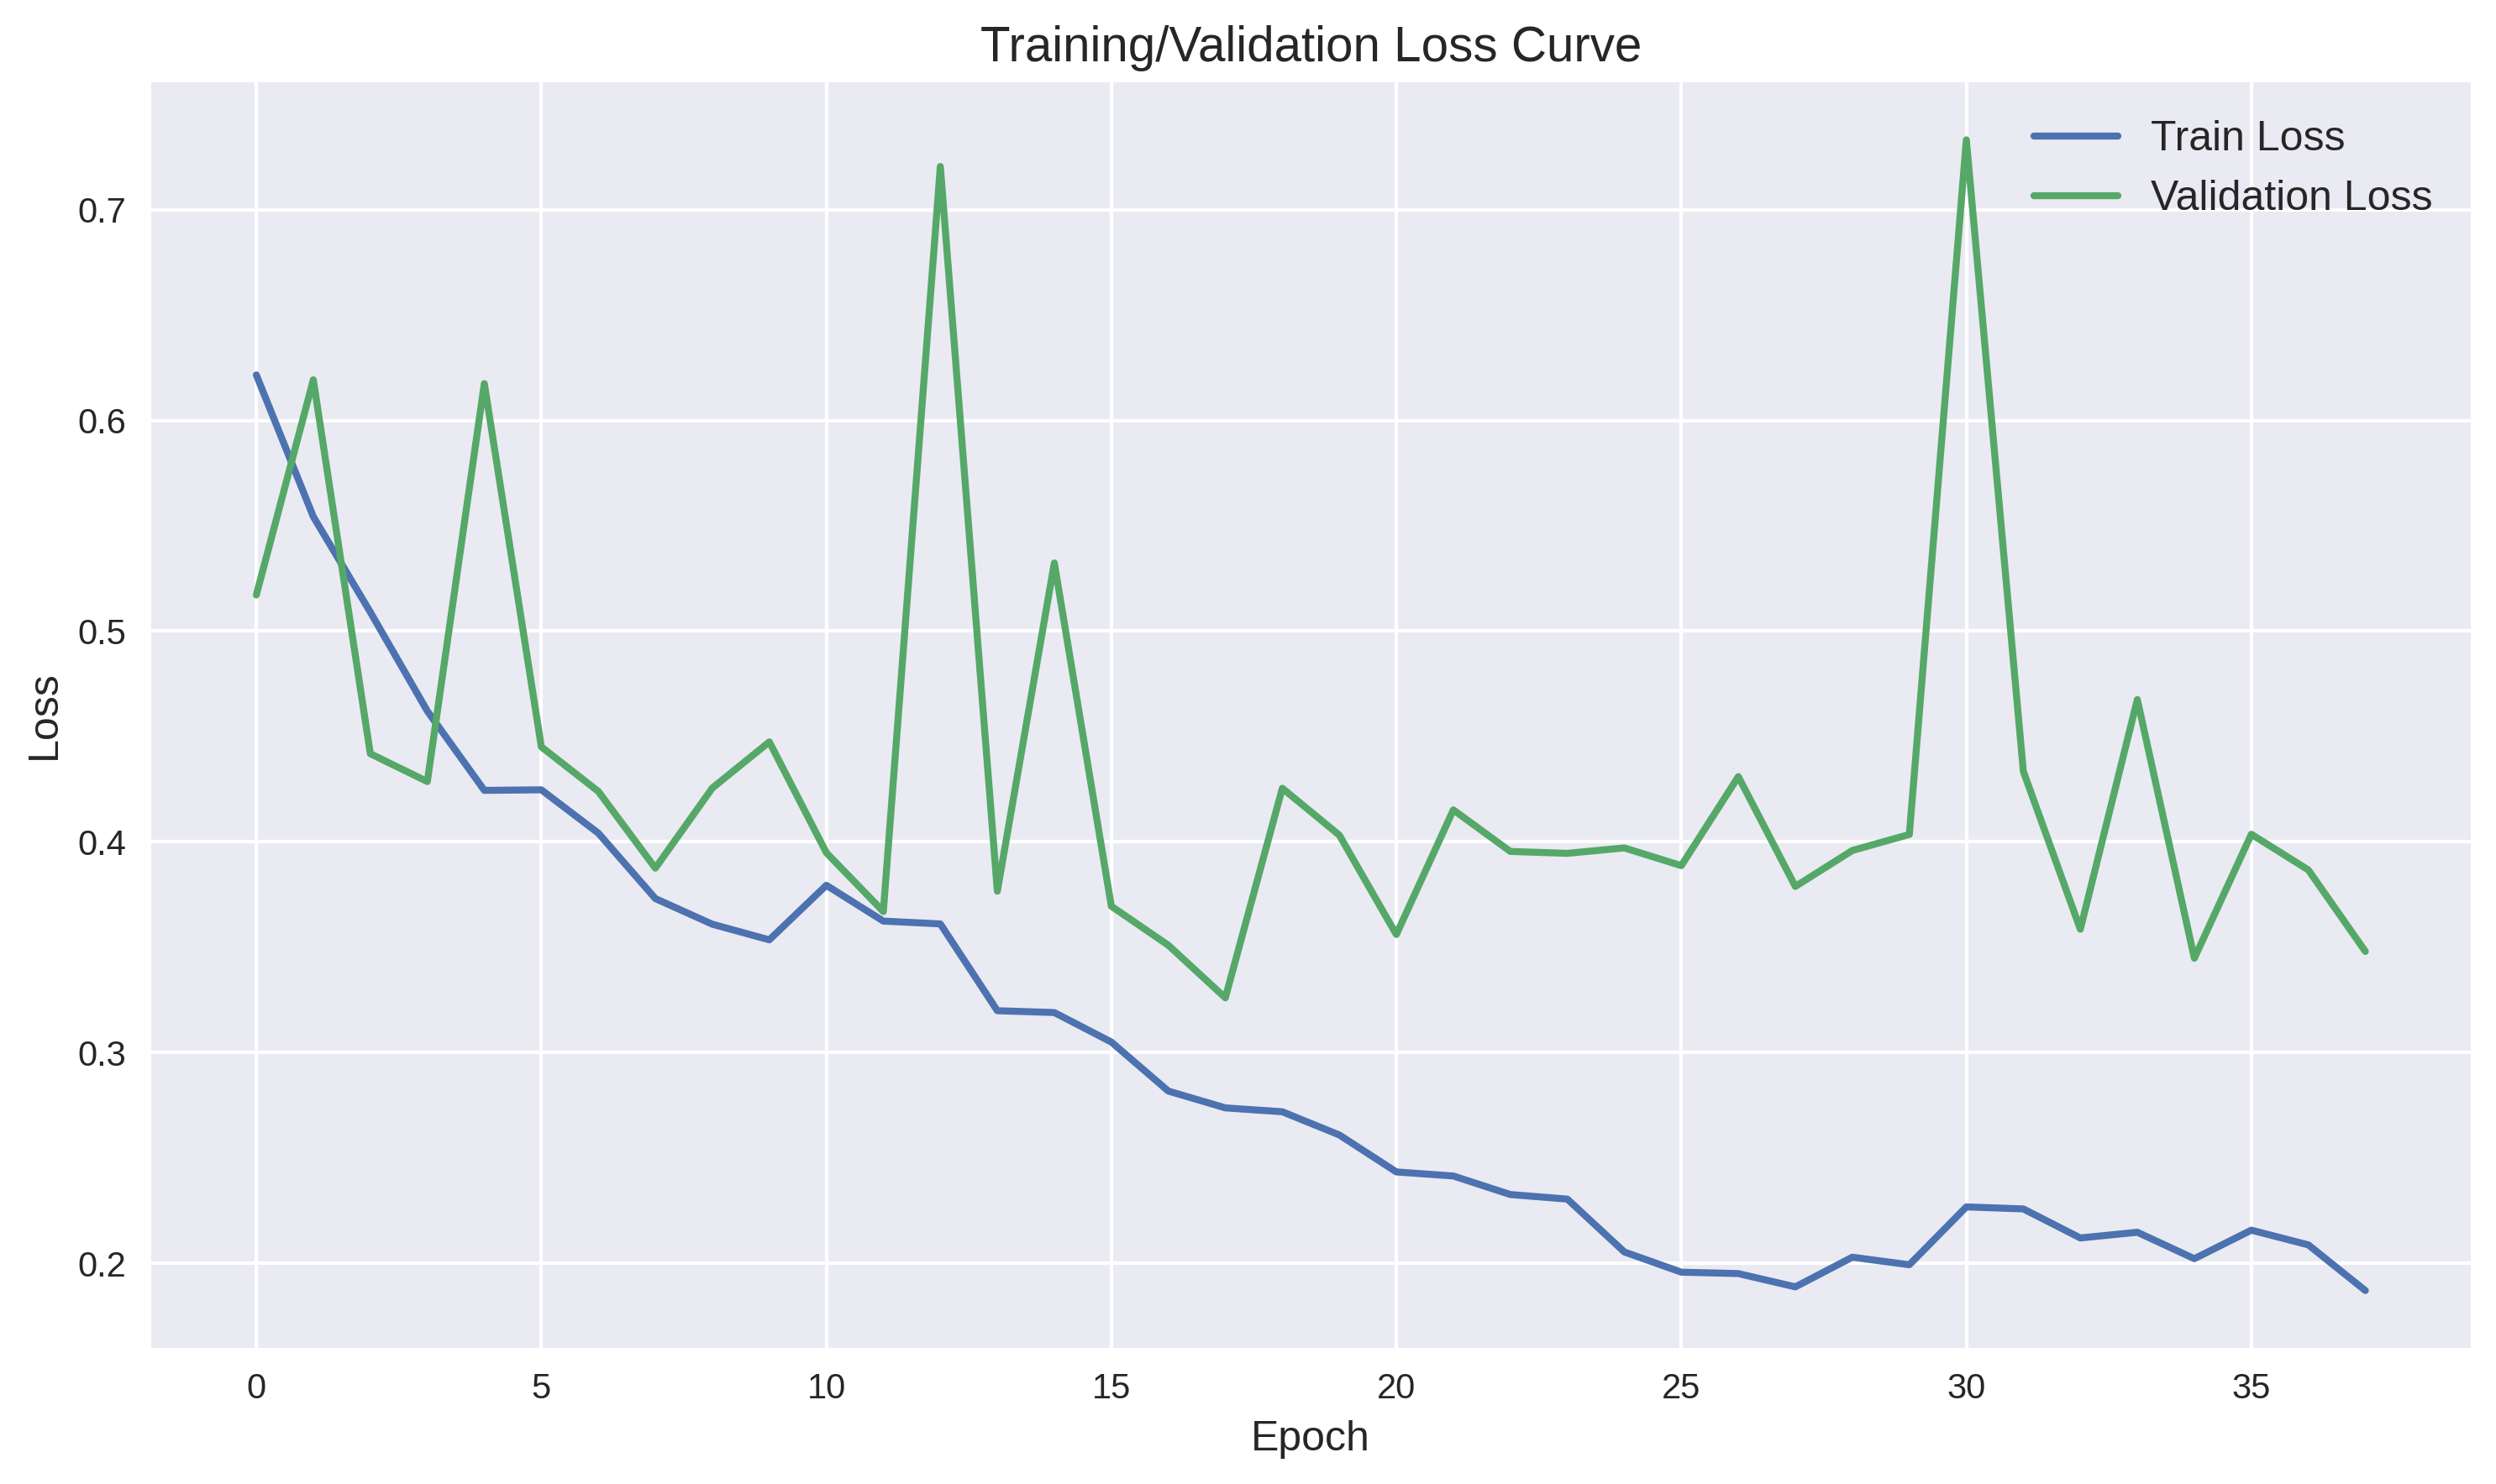 Training/Validation Loss Curve
Train Loss
Validation Loss
0.7
0.6
0.5
0.4
0.3
0.2
Loss
0 5 10 15 20 25 30 35
Epoch